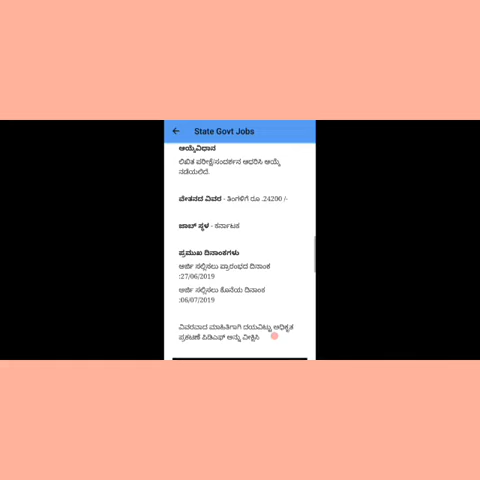 State Govt Jobs
ಆಯ್ಕೆವಿಧಾನ
ಲಿಖಿತ ಪರೀಕ್ಷೆ/ಸಂದರ್ಶನ ಆಧರಿಸಿ ಆಯ್ಕೆ
ನಡೆಯಲಿದೆ.
ವೇತನದ ವಿವರ - ತಿಂಗಳಿಗೆ ರೂ .24200 /-
ಜಾಬ್ ಸ್ಥಳ - ಕರ್ನಾಟಕ
ಪ್ರಮುಖ ದಿನಾಂಕಗಳು
ಅರ್ಜಿ ಸಲ್ಲಿಸಲು ಪ್ರಾರಂಭದ ದಿನಾಂಕ
:27/06/2019
ಅರ್ಜಿ ಸಲ್ಲಿಸಲು ಕೊನೆಯ ದಿನಾಂಕ
:06/07/2019
ವಿವರವಾದ ಮಾಹಿತಿಗಾಗಿ ದಯವಿಟ್ಟು ಅಧಿಕೃತ
ಪ್ರಕಟಣೆ ಪಿಡಿಎಫ್ ಅನ್ನು ವೀಕ್ಷಿಸಿ